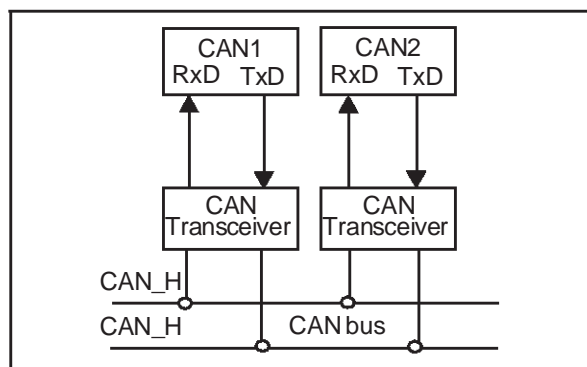 CAN1
RxD TxD
CAN2
RxD TxD
CAN
Transceiver
CAN
Transceiver
CAN_H
CAN_H
CAN bus